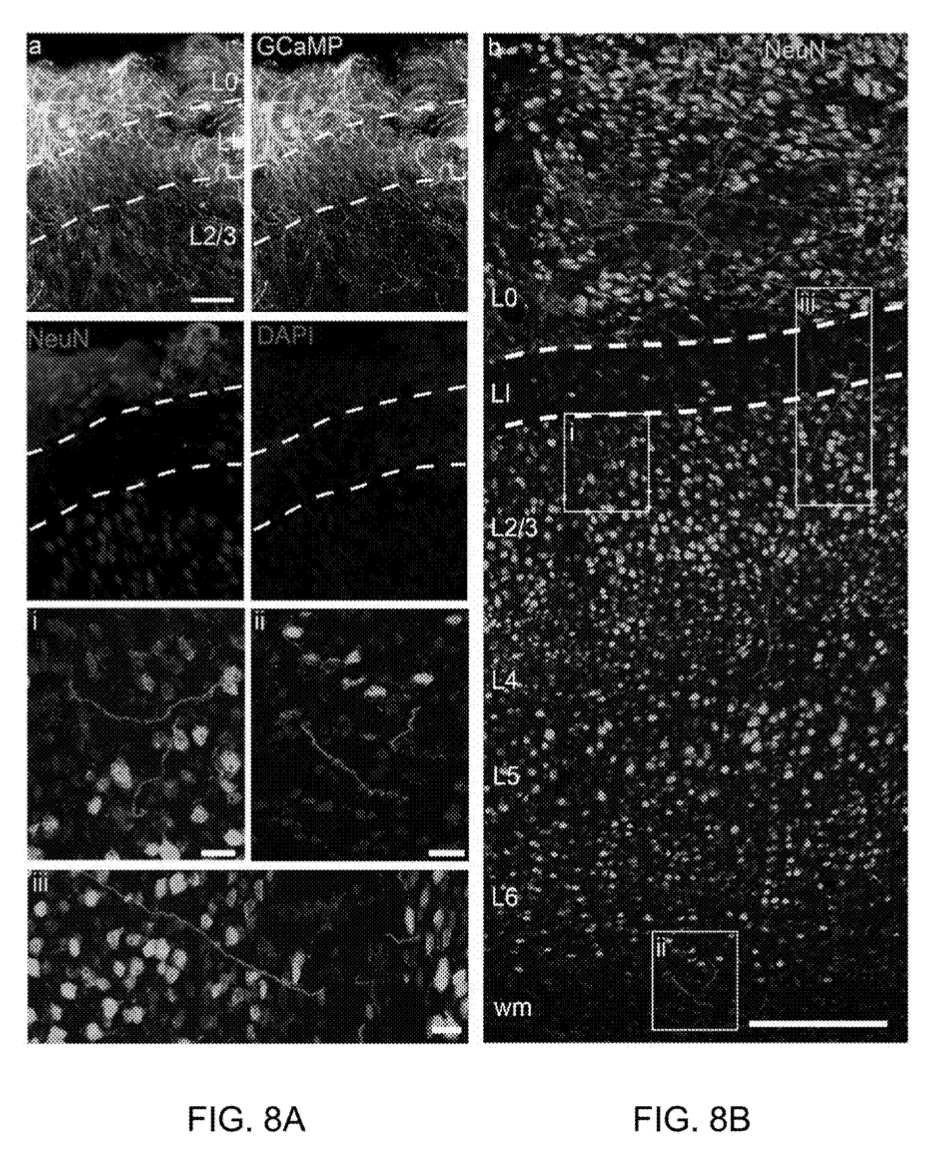 a
L0
L2/3
GCaMP
NeuN
DAPI
i
ii
iii
b
NeuN
L0
iii
LI
i
L2/3
L4
L5
L6
ii
wm
FIG. 8A
FIG. 8B